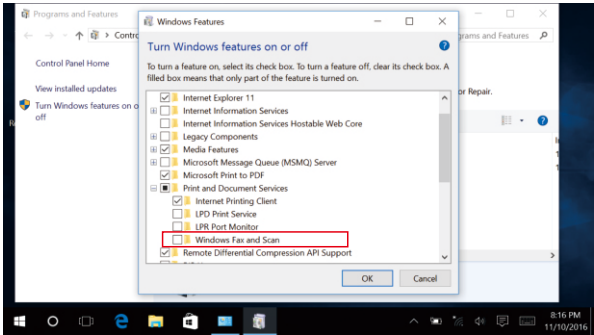 Programs and Features
Windows Features
Contro
grams and Features
Control Panel Home
Turn Windows features on or off
To turn a feature on, select its check box. To turn a feature off, clear its check box. A
filled box means that only part of the feature is turned on.
View installed updates
or Repair.
Turn Windows features on o
off
Internet Explorer 11
Internet Information Services
Internet Information Services Hostable Web Core
Legacy Components
Media Features
Microsoft Message Queue (MSMQ) Server
Microsoft Print to PDF
Print and Document Services
Internet Printing Client
LPD Print Service
LPR Port Monitor
Windows Fax and Scan
Remote Differential Compression API Support
OK
Cancel
8:16 PM
11/10/2016